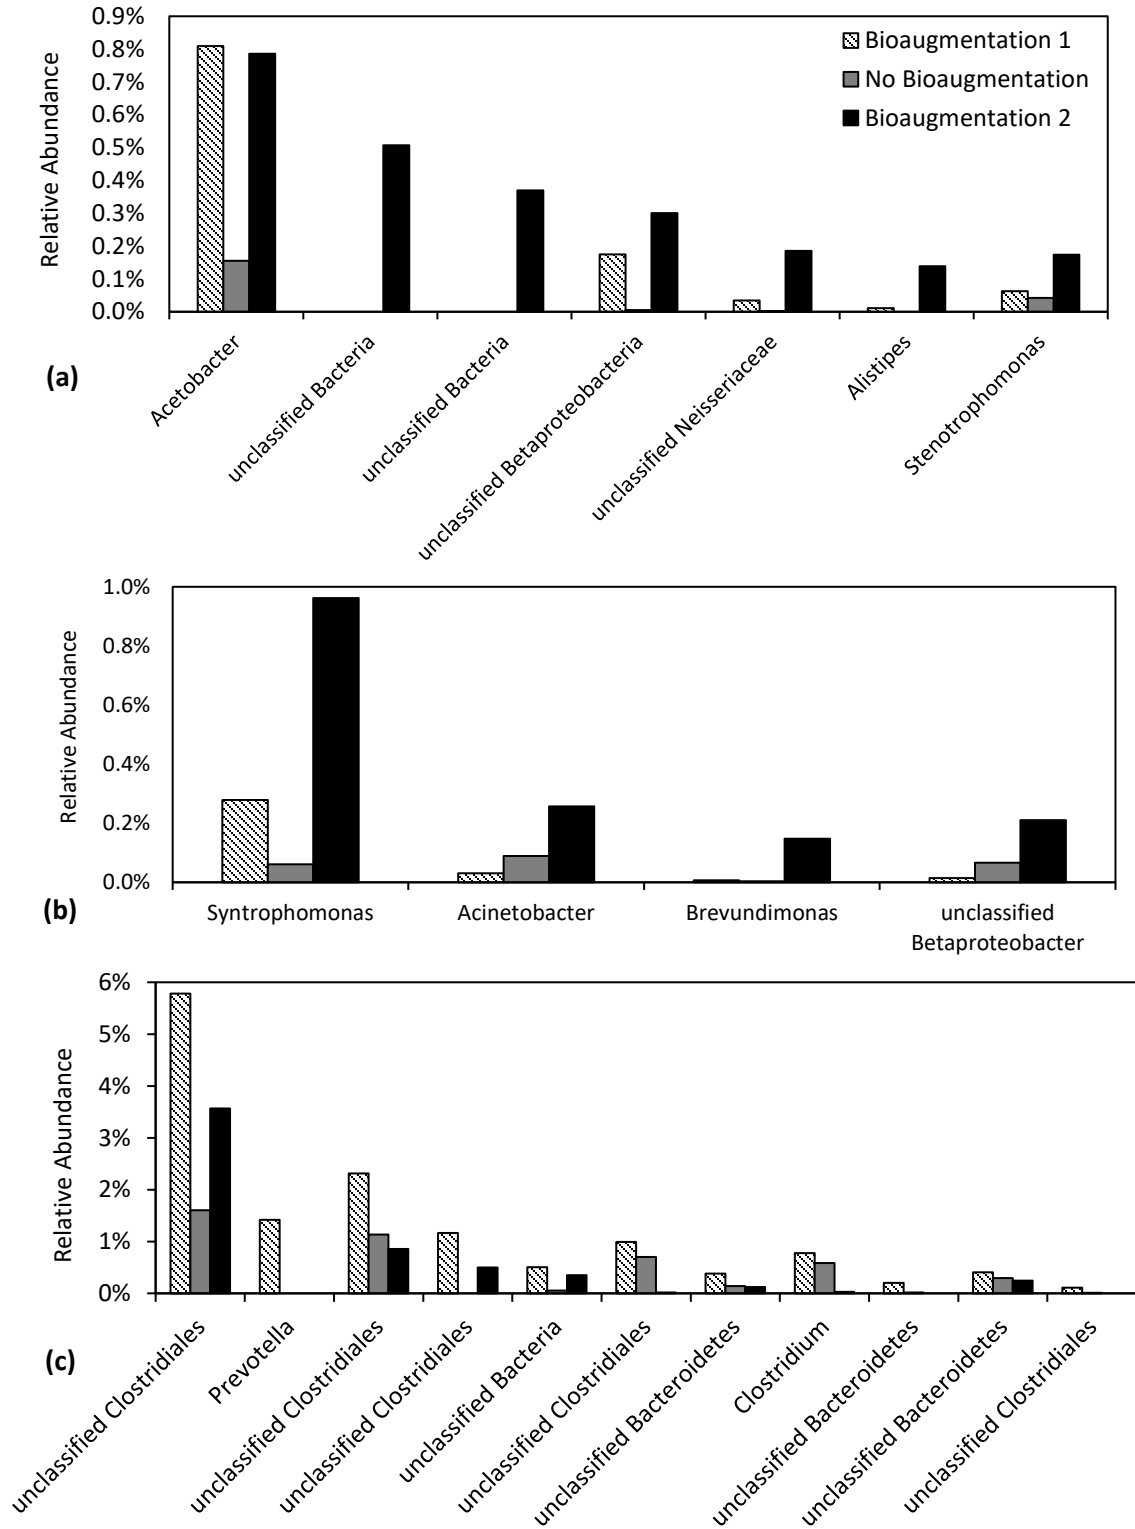 0.9%
0.8%
0.7%
0.6%
0.5%
0.4%
0.3%
0.2%
0.1%
0.0%
Relative Abundance
Bioaugmentation 1
No Bioaugmentation
Bioaugmentation 2
Acetobacter
unclassified Bacteria
unclassified Bacteria
unclassified Betaproteobacteria
unclassified Neisseriaceae
Alistipes
Stenotrophomonas
(a)
1.0%
0.8%
0.6%
0.4%
0.2%
0.0%
Relative Abundance
Syntrophomonas
Acinetobacter
Brevundimonas
unclassified
Betaproteobacter
(b)
6%
5%
4%
3%
2%
1%
0%
Relative Abundance
unclassified Clostridiales
Prevotella
unclassified Clostridiales
unclassified Clostridiales
unclassified Bacteria
unclassified Clostridiales
unclassified Bacteroidetes
Clostridium
unclassified Bacteroidetes
unclassified Bacteroidetes
unclassified Clostridiales
(c)